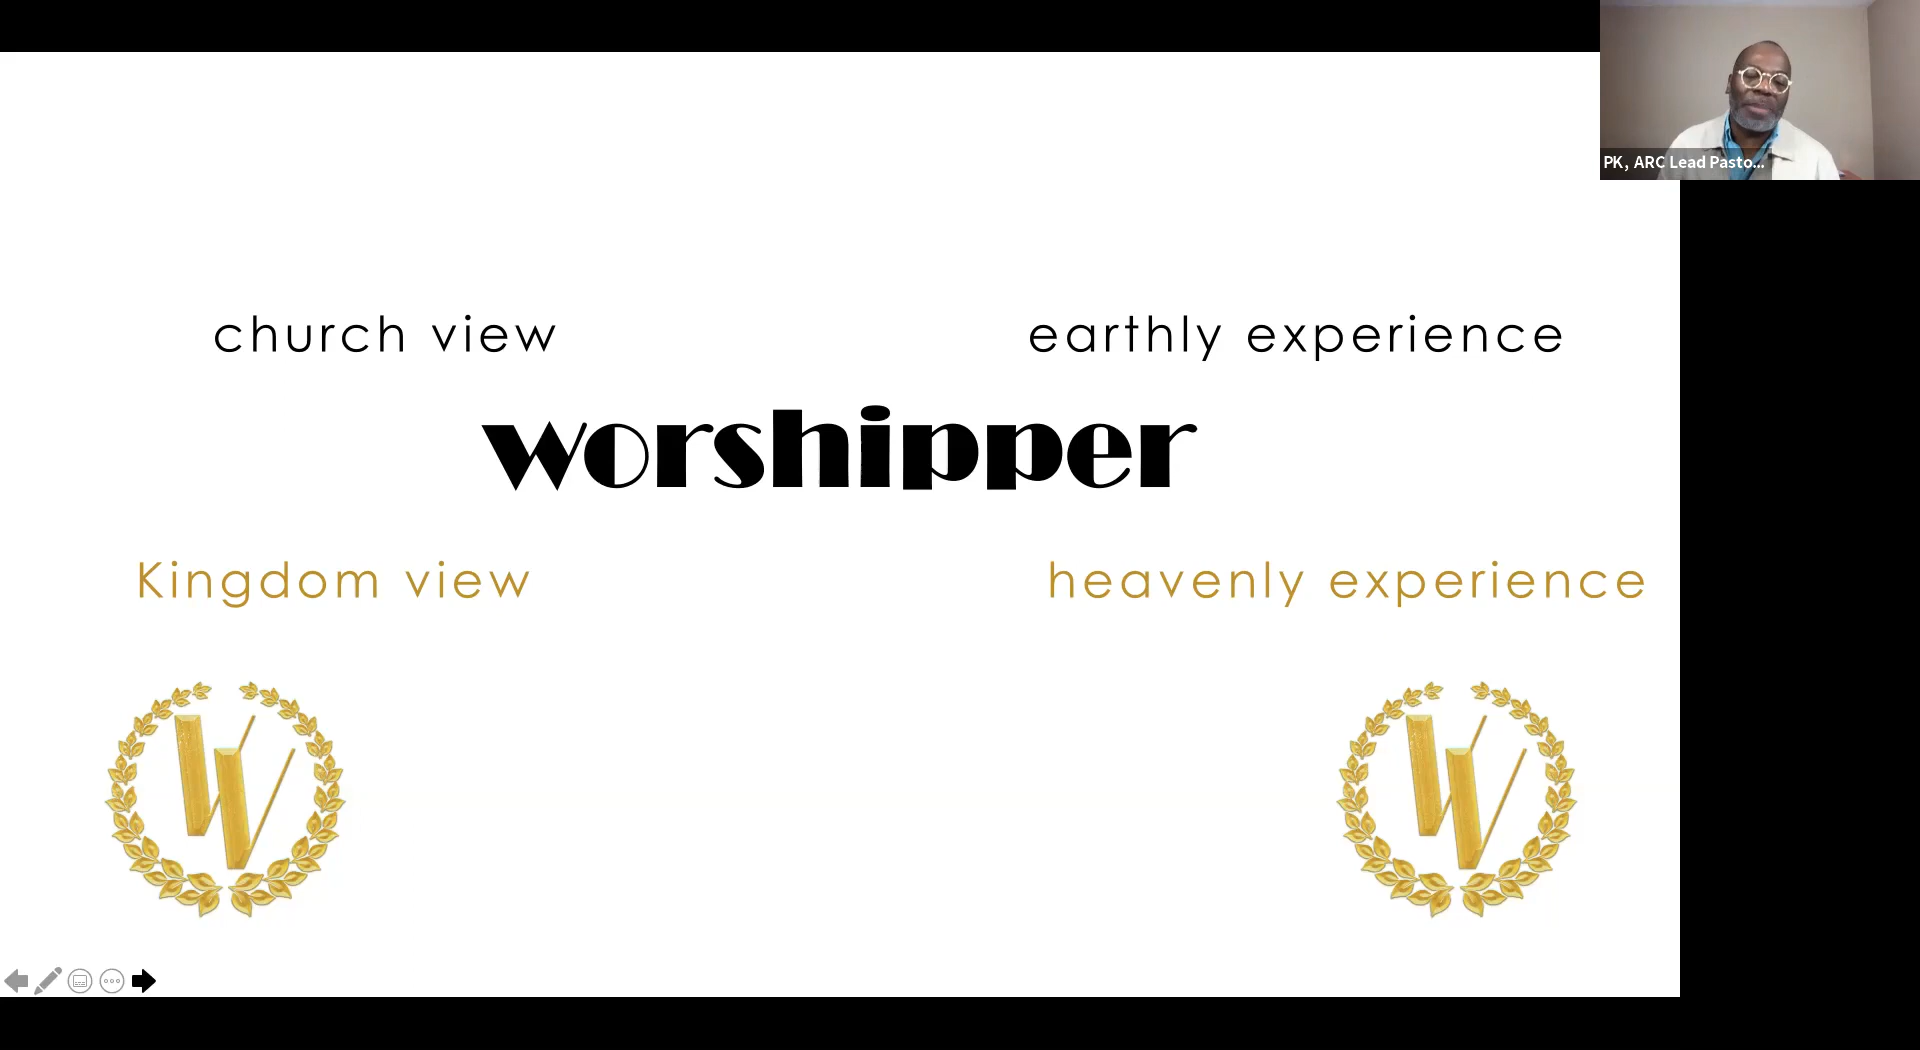 PK, ARC Lead Pasto...
church view
earthly experience
worshipper
Kingdom view
heavenly experience
W
W